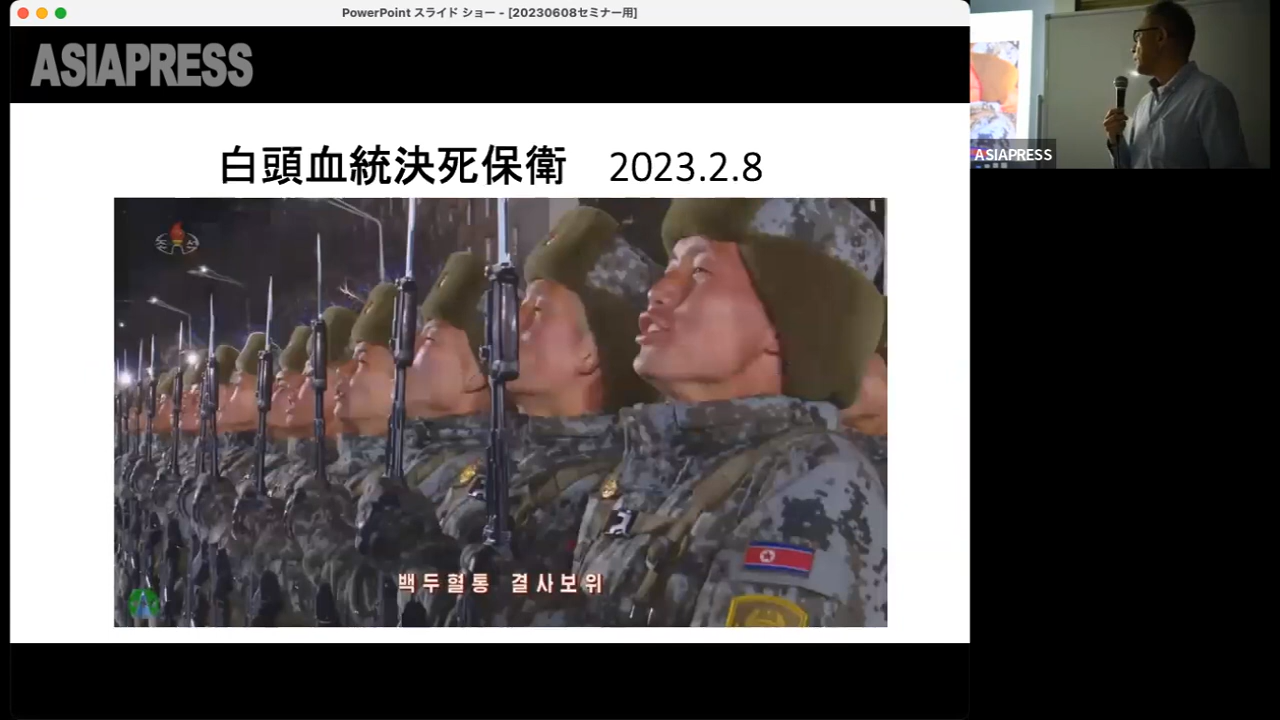 PowerPoint スライド ショー - [20230608セミナー用]
ASIAPRESS
白頭血統決死保衛 2023.2.8
조선
백두혈통 결사보위
ASIAPRESS